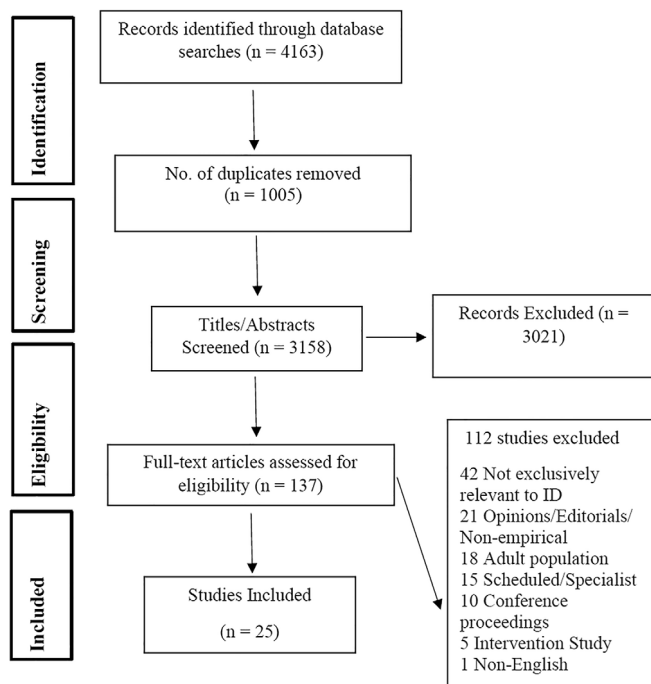 Identification
Records identified through database
searches (n = 4163)
No. of duplicates removed
(n = 1005)
Screening
Titles/Abstracts
Screened (n = 3158)
Records Excluded (n =
3021)
Eligibility
Full-text articles assessed for
eligibility (n = 137)
112 studies excluded
42 Not exclusively
relevant to ID
21 Opinions/Editorials/
Non-empirical
18 Adult population
15 Scheduled/Specialist
10 Conference
proceedings
5 Intervention Study
1 Non-English
Included
Studies Included
(n = 25)